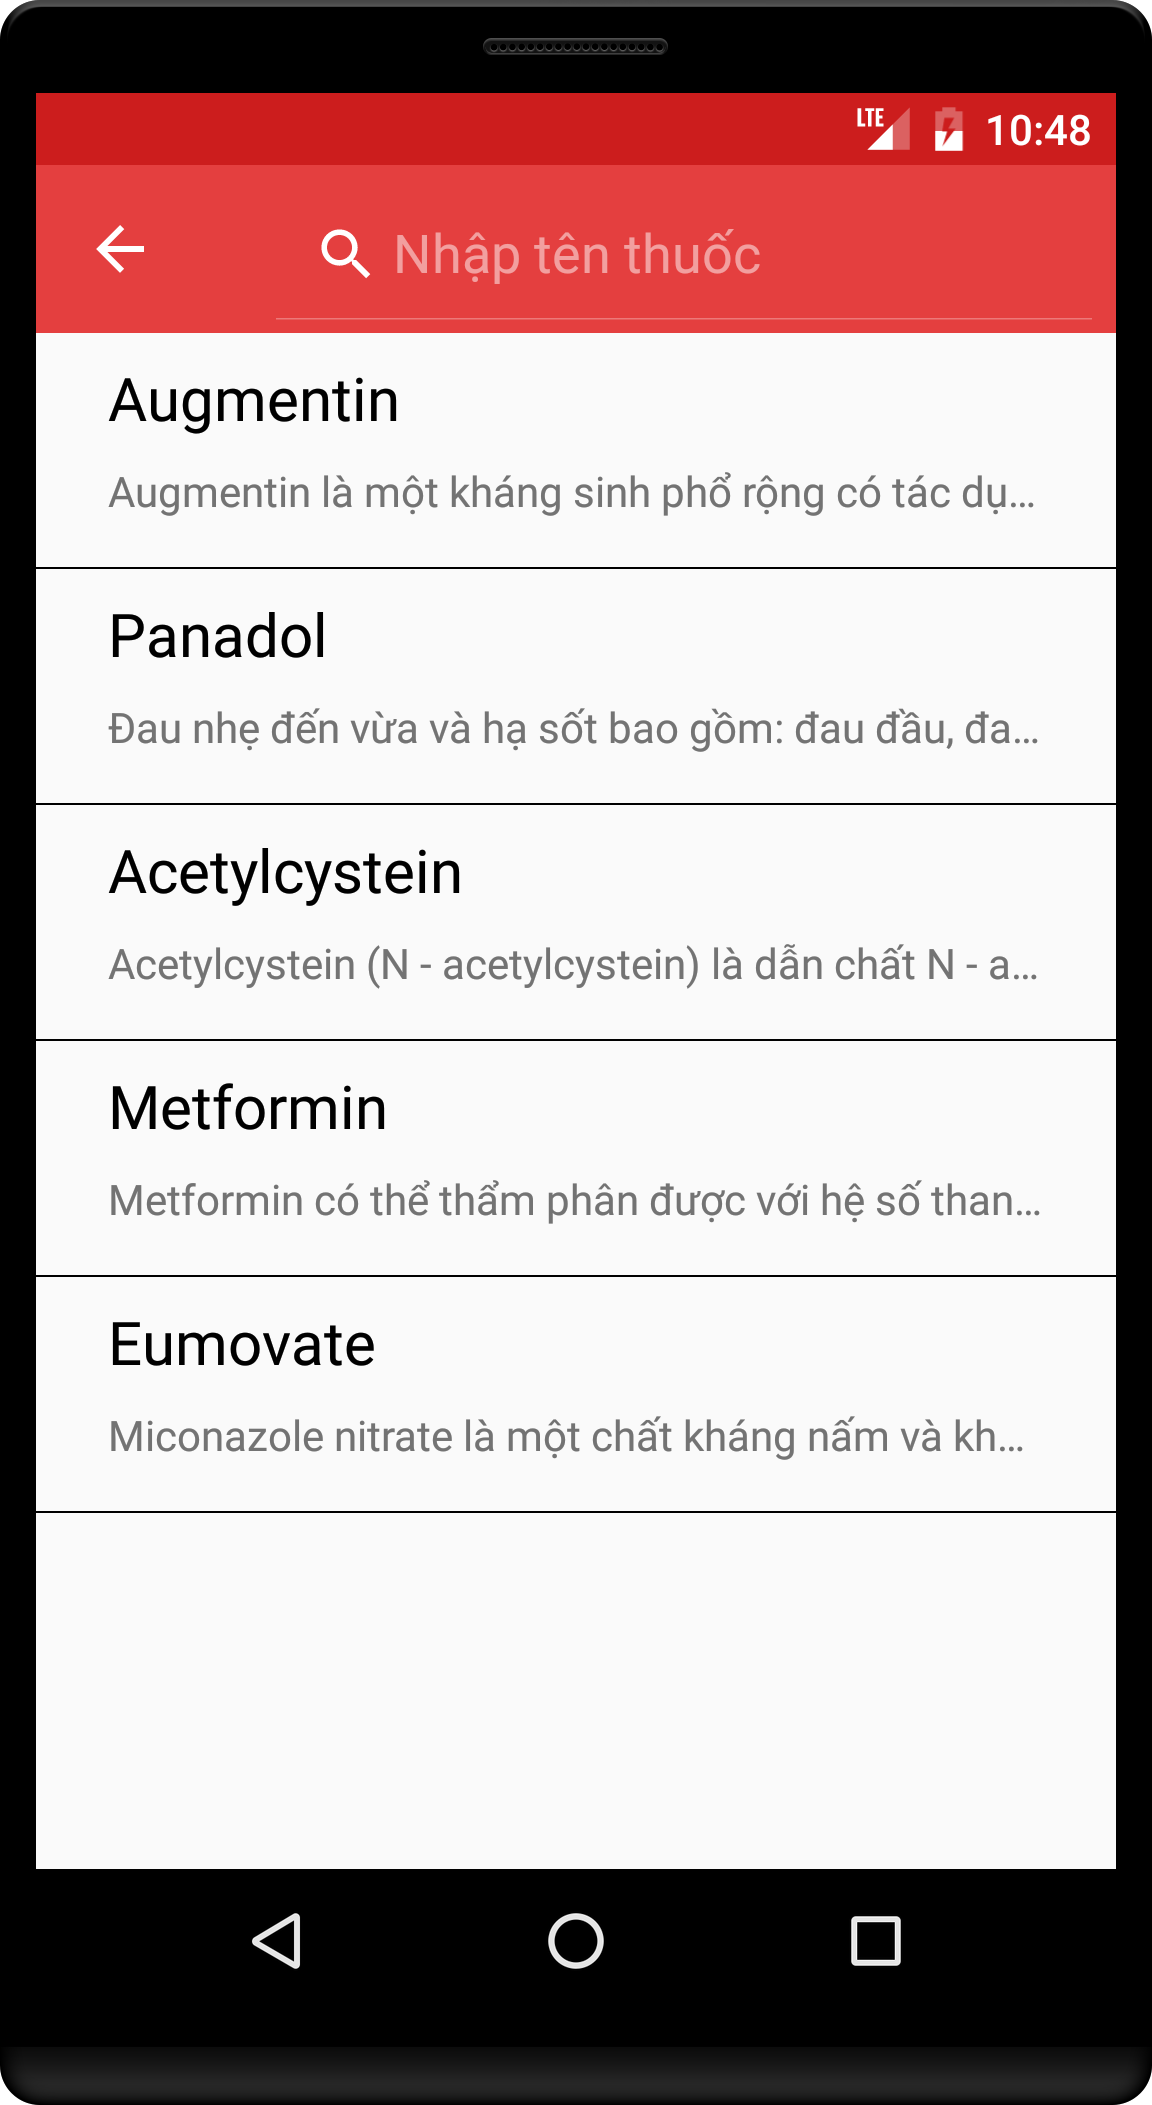 LTE 10:48
Nhập tên thuốc
Augmentin
Augmentin là một kháng sinh phổ rộng có tác dụ...
Panadol
Đau nhẹ đến vừa và hạ sốt bao gồm: đau đầu, đa...
Acetylcystein
Acetylcystein (N - acetylcystein) là dẫn chất N - a...
Metformin
Metformin có thể thẩm phân được với hệ số than...
Eumovate
Miconazole nitrate là một chất kháng nấm và kh...